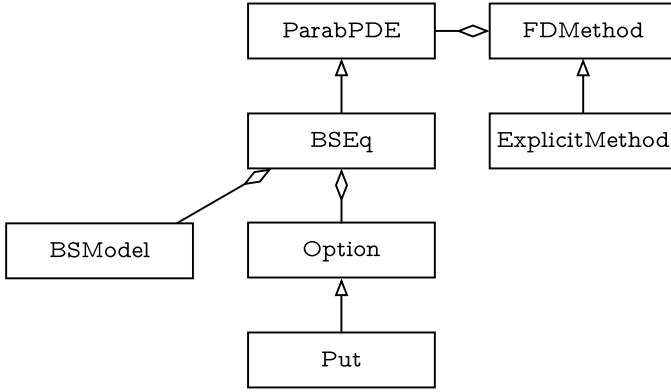 ParabPDE
FDMethod
BSEq
ExplicitMethod
BSModel
Option
Put